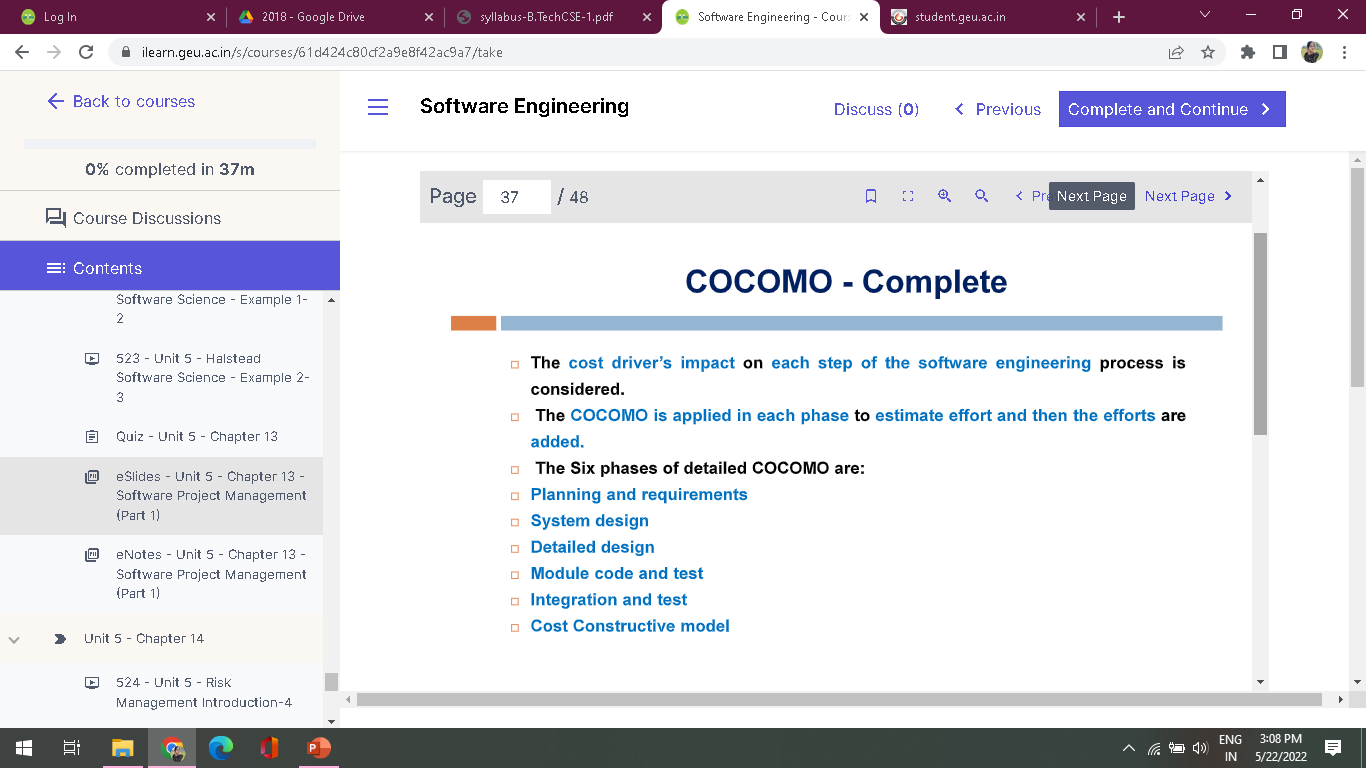 Log In
2018 - Google Drive
syllabus-B.TechCSE-1.pdf
Software Engineering - Cours
student.geu.ac.in
ilearn.geu.ac.in/s/courses/61d424c80cf2a9e8f42ac9a7/take
Back to courses
0% completed in 37m
Course Discussions
Contents
Software Science - Example 1-
2
523 - Unit 5 - Halstead
Software Science - Example 2-
3
Quiz - Unit 5 - Chapter 13
eSlides - Unit 5 - Chapter 13 -
Software Project Management
(Part 1)
eNotes - Unit 5 - Chapter 13 -
Software Project Management
(Part 1)
Unit 5 - Chapter 14
524 - Unit 5 - Risk
Management Introduction-4
Software Engineering
Discuss (0)
Previous
Complete and Continue
Page 37 / 48
Pre
Next Page
Next Page
COCOMO - Complete
The cost driver's impact on each step of the software engineering process is
considered.
The COCOMO is applied in each phase to estimate effort and then the efforts are
added.
The Six phases of detailed COCOMO are:
Planning and requirements
System design
Detailed design
Module code and test
Integration and test
Cost Constructive model
ENG
IN
3:08 PM
5/22/2022